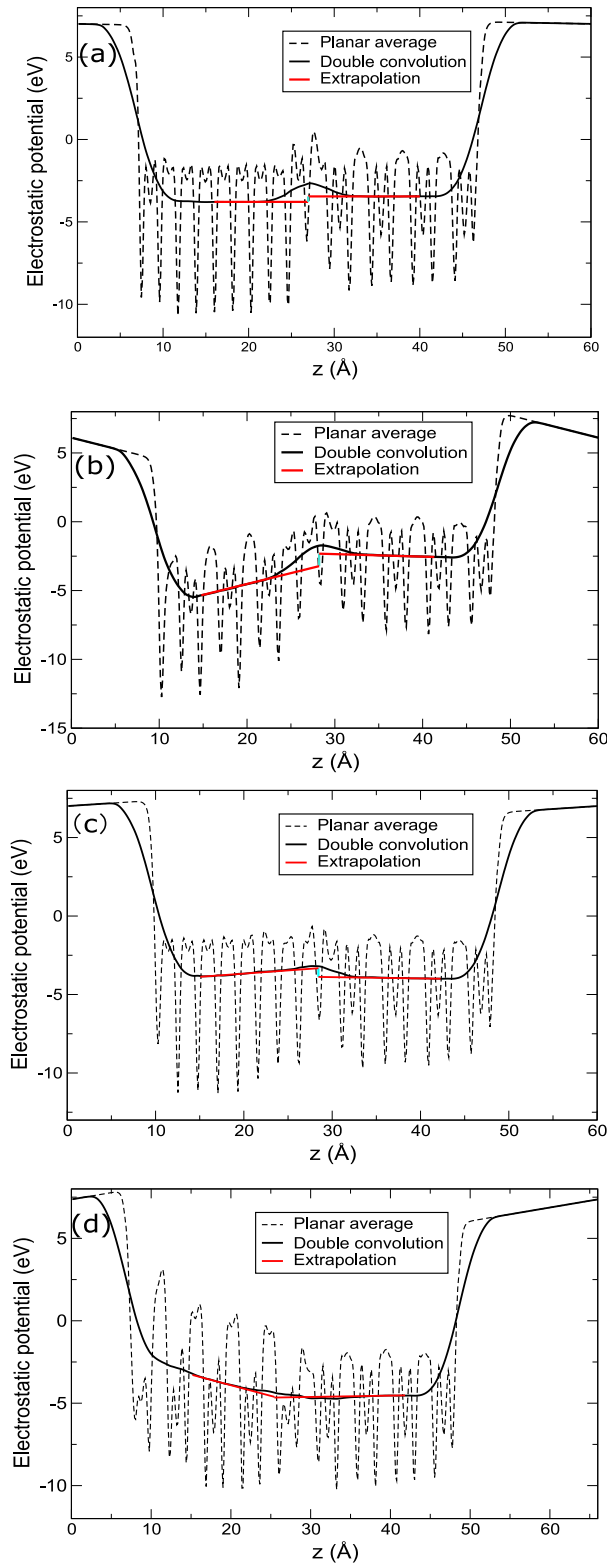 (a)
Planar average
Double convolution
Extrapolation
Electrostatic potential (eV)
5
0
-5
-10
0 10 20 30 40 50 60
z (Å)
(b)
Planar average
Double convolution
Extrapolation
Electrostatic potential (eV)
5
0
-5
-10
-15
0 10 20 30 40 50 60
z (Å)
(c)
Planar average
Double convolution
Extrapolation
Electrostatic potential (eV)
5
0
-5
-10
0 10 20 30 40 50 60
z (Å)
(d)
Planar average
Double convolution
Extrapolation
Electrostatic potential (eV)
5
0
-5
-10
0 10 20 30 40 50 60
z (Å)